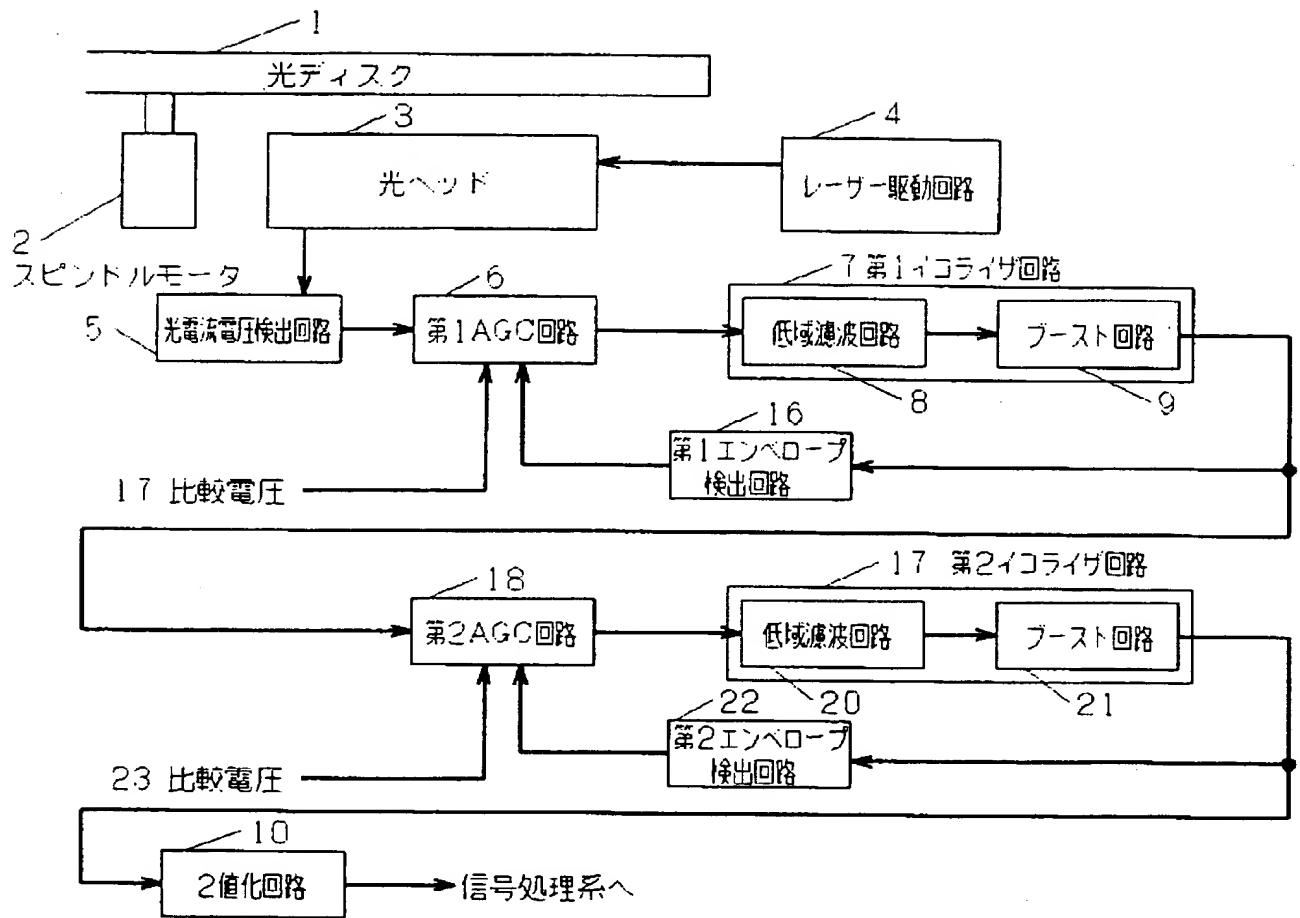 1
光ディスク
3
4
光ヘッド
レーザー駆動回路
2
スピンドルモータ
6
7 第1イコライザ回路
5
光電流電圧検出回路
第1AGC回路
低域濾波回路
ブースト回路
8
9
16
第1エンベロープ
検出回路
17 比較電圧
18
17 第2イコライザ回路
第2AGC回路
低域濾波回路
ブースト回路
20
21
22
第2エンベロープ
検出回路
23 比較電圧
10
2値化回路
信号処理系へ